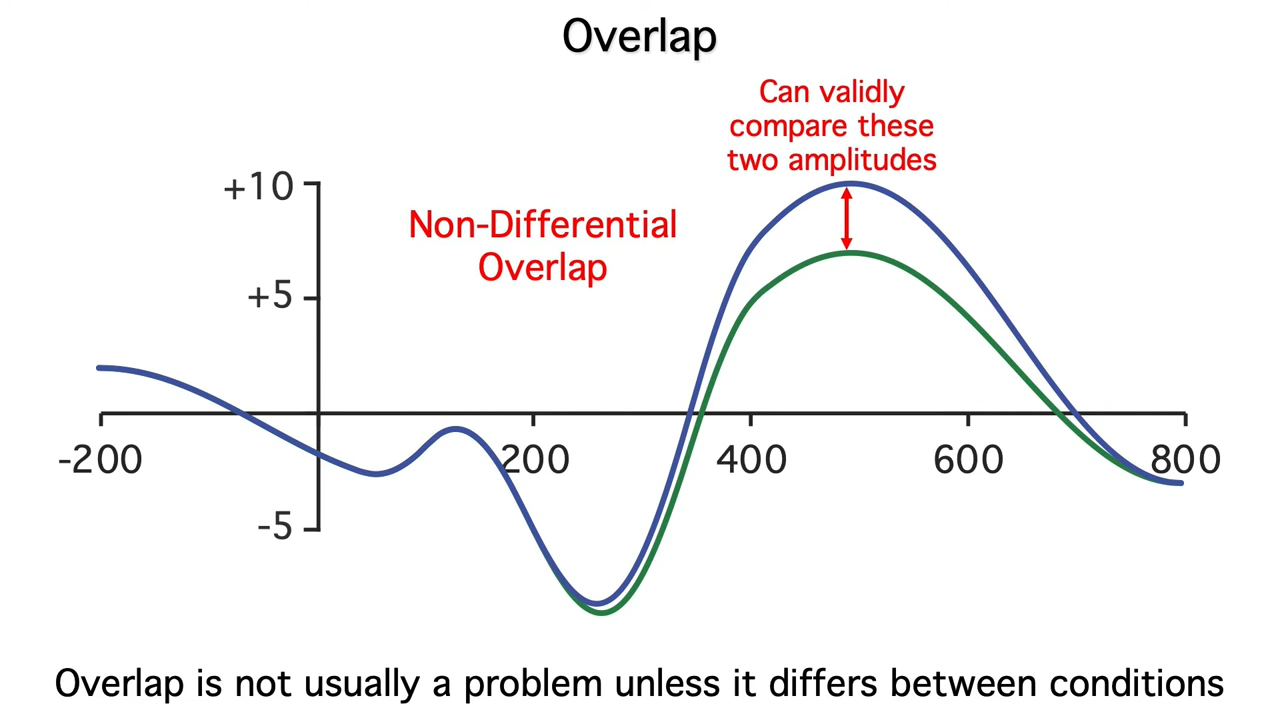 Overlap
Can validly
compare these
two amplitudes
+10
Non-Differential
Overlap
+5
-200
200
400
600
800
-5
Overlap is not usually a problem unless it differs between conditions